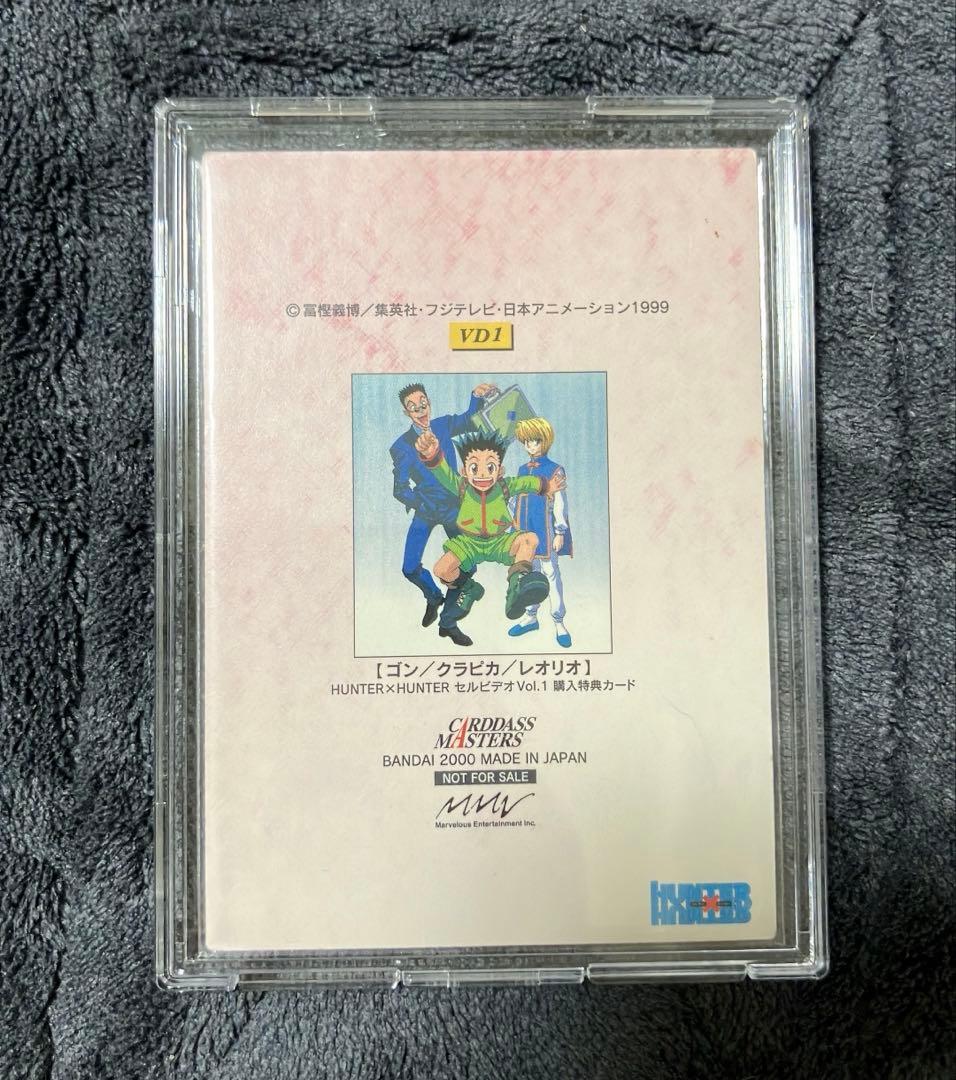 ©冨樫義博／集英社・フジテレビ・日本アニメーション1999
VD1
【ゴン／クラピカ／レオリオ】
HUNTER×HUNTER セルビデオVol.1 購入特典カード
CARDDASS
MASTERS
BANDAI 2000 MADE IN JAPAN
NOT FOR SALE
MMV
Marvelous Entertainment Inc.
HUNTER
×HUNTER